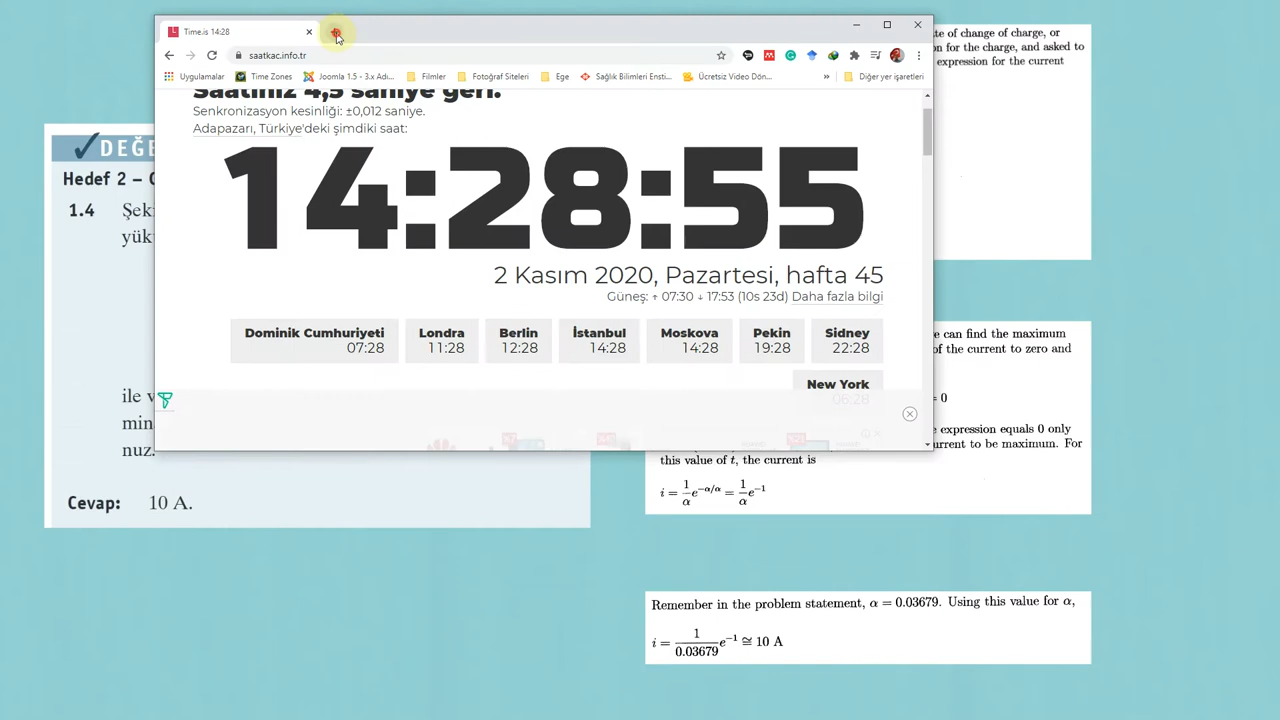 Time.is 14:28
saatkac.info.tr
Uygulamalar
Time Zones
Joomla 1.5 - 3.x Adı...
Filmler
Fotoğraf Siteleri
Ege
Sağlık Bilimleri Ensti...
Ücretsiz Video Dön...
»
Diğer yer işaretleri
Saatiniz 4,5 saniye geri.
Senkronizasyon kesinliği: ±0,012 saniye.
Adapazarı, Türkiye'deki şimdiki saat:
14:28:55
2 Kasım 2020, Pazartesi, hafta 45
Güneş: ↑ 07:30 ↓ 17:53 (10s 23d) Daha fazla bilgi
Dominik Cumhuriyeti
07:28
Londra
11:28
Berlin
12:28
İstanbul
14:28
Moskova
14:28
Pekin
19:28
Sidney
22:28
New York
06:28
✓ DEĞE
Hedef 2 –
1.4 Şeki
yükü
ile v
min
nuz.
Cevap: 10 A.
te of change of charge, or
n for the charge, and asked to
expression for the current
e can find the maximum
of the current to zero and
= 0
e expression equals 0 only
urrent to be maximum. For
this value of t, the current is
i = 1/α e^{-α/α} = 1/α e^{-1}
Remember in the problem statement, α = 0.03679. Using this value for α,
i = 1/0.03679 e^{-1} ≅ 10 A